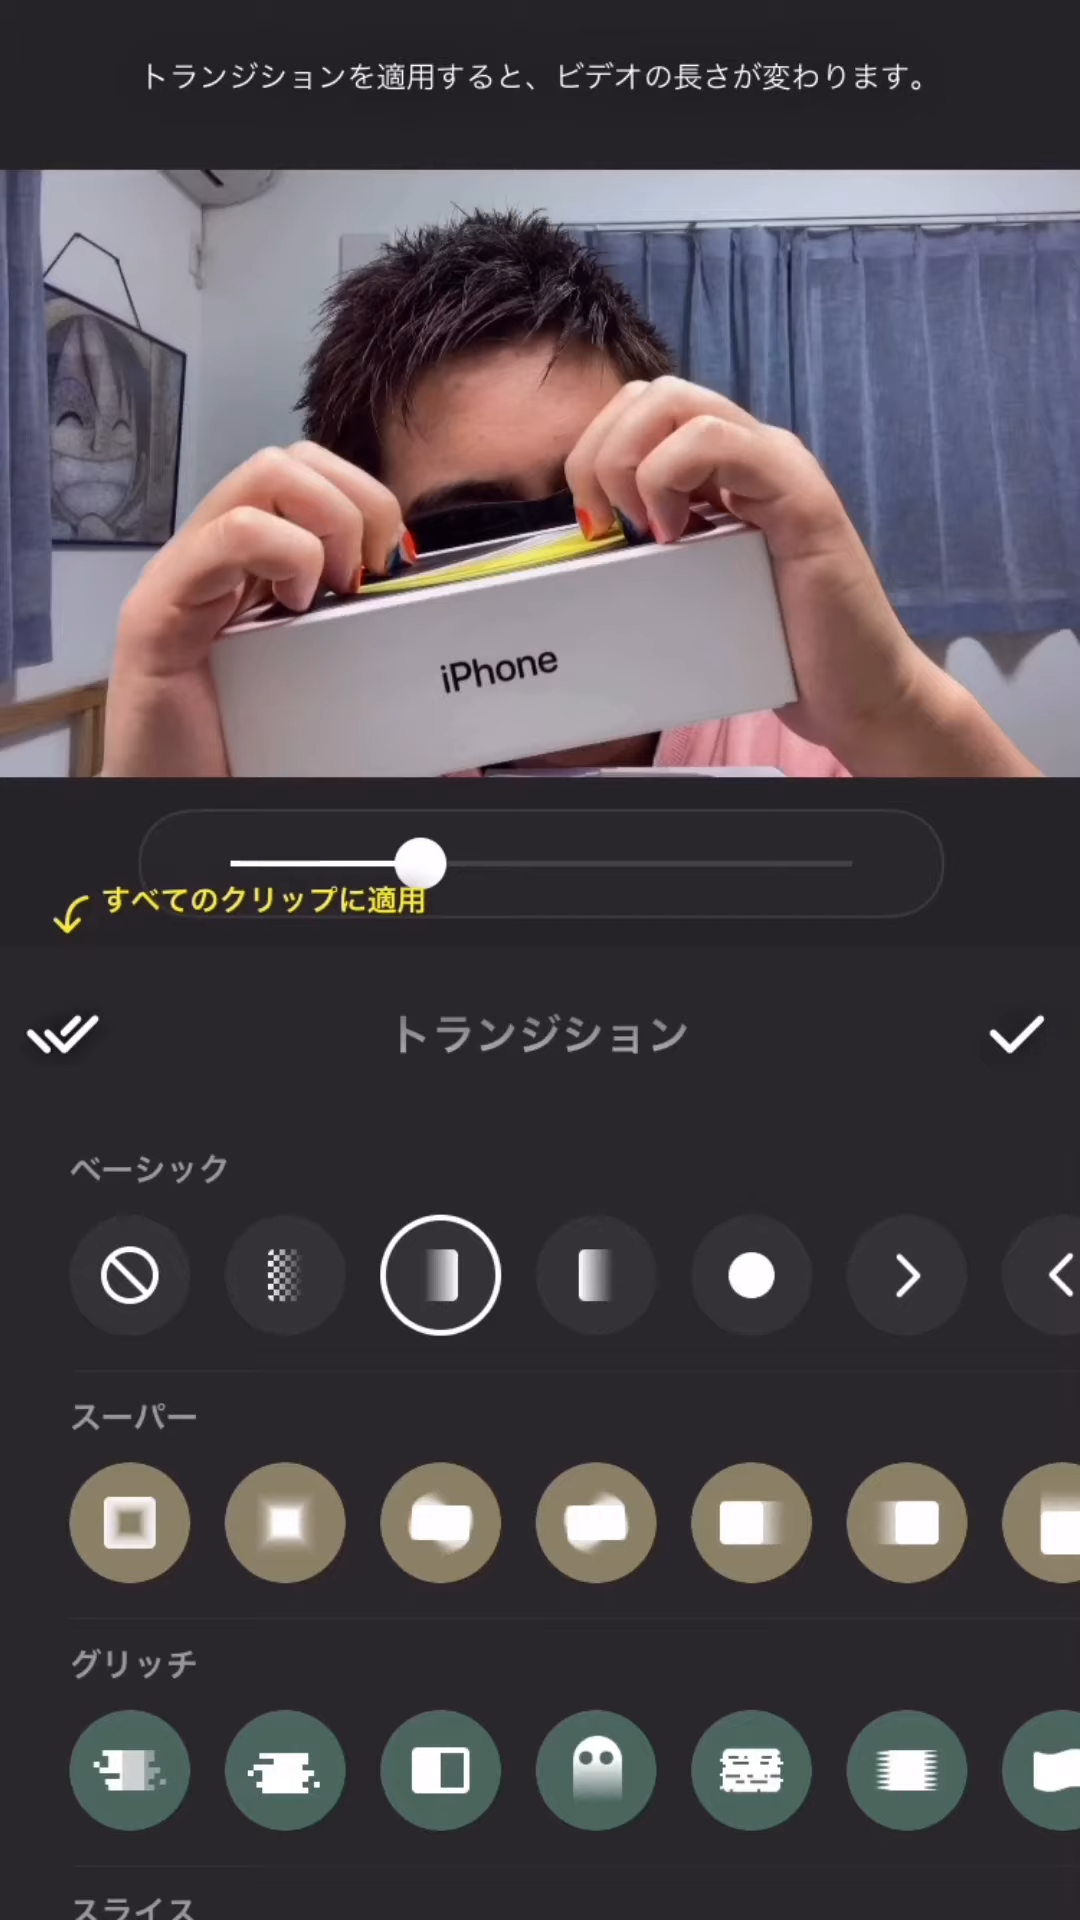 トランジションを適用すると、ビデオの長さが変わります。
iPhone
すべてのクリップに適用
トランジション
ベーシック
スーパー
グリッチ
スライス